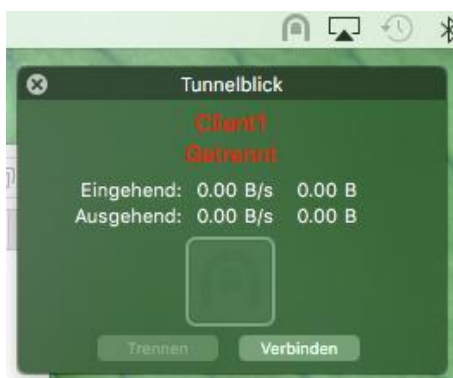 Tunnelblick
Client1
Getrennt
Eingehend: 0.00 B/s 0.00 B
Ausgehend: 0.00 B/s 0.00 B
Trennen Verbinden